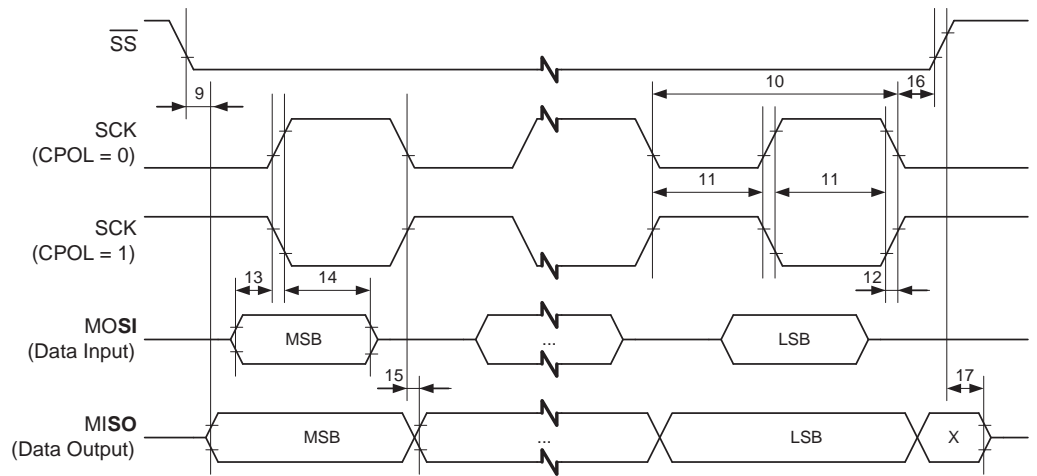 SS
9
10
16
SCK
(CPOL = 0)
11
11
SCK
(CPOL = 1)
13
14
12
MOSI
(Data Input)
MSB
...
LSB
15
17
MISO
(Data Output)
MSB
...
LSB
X